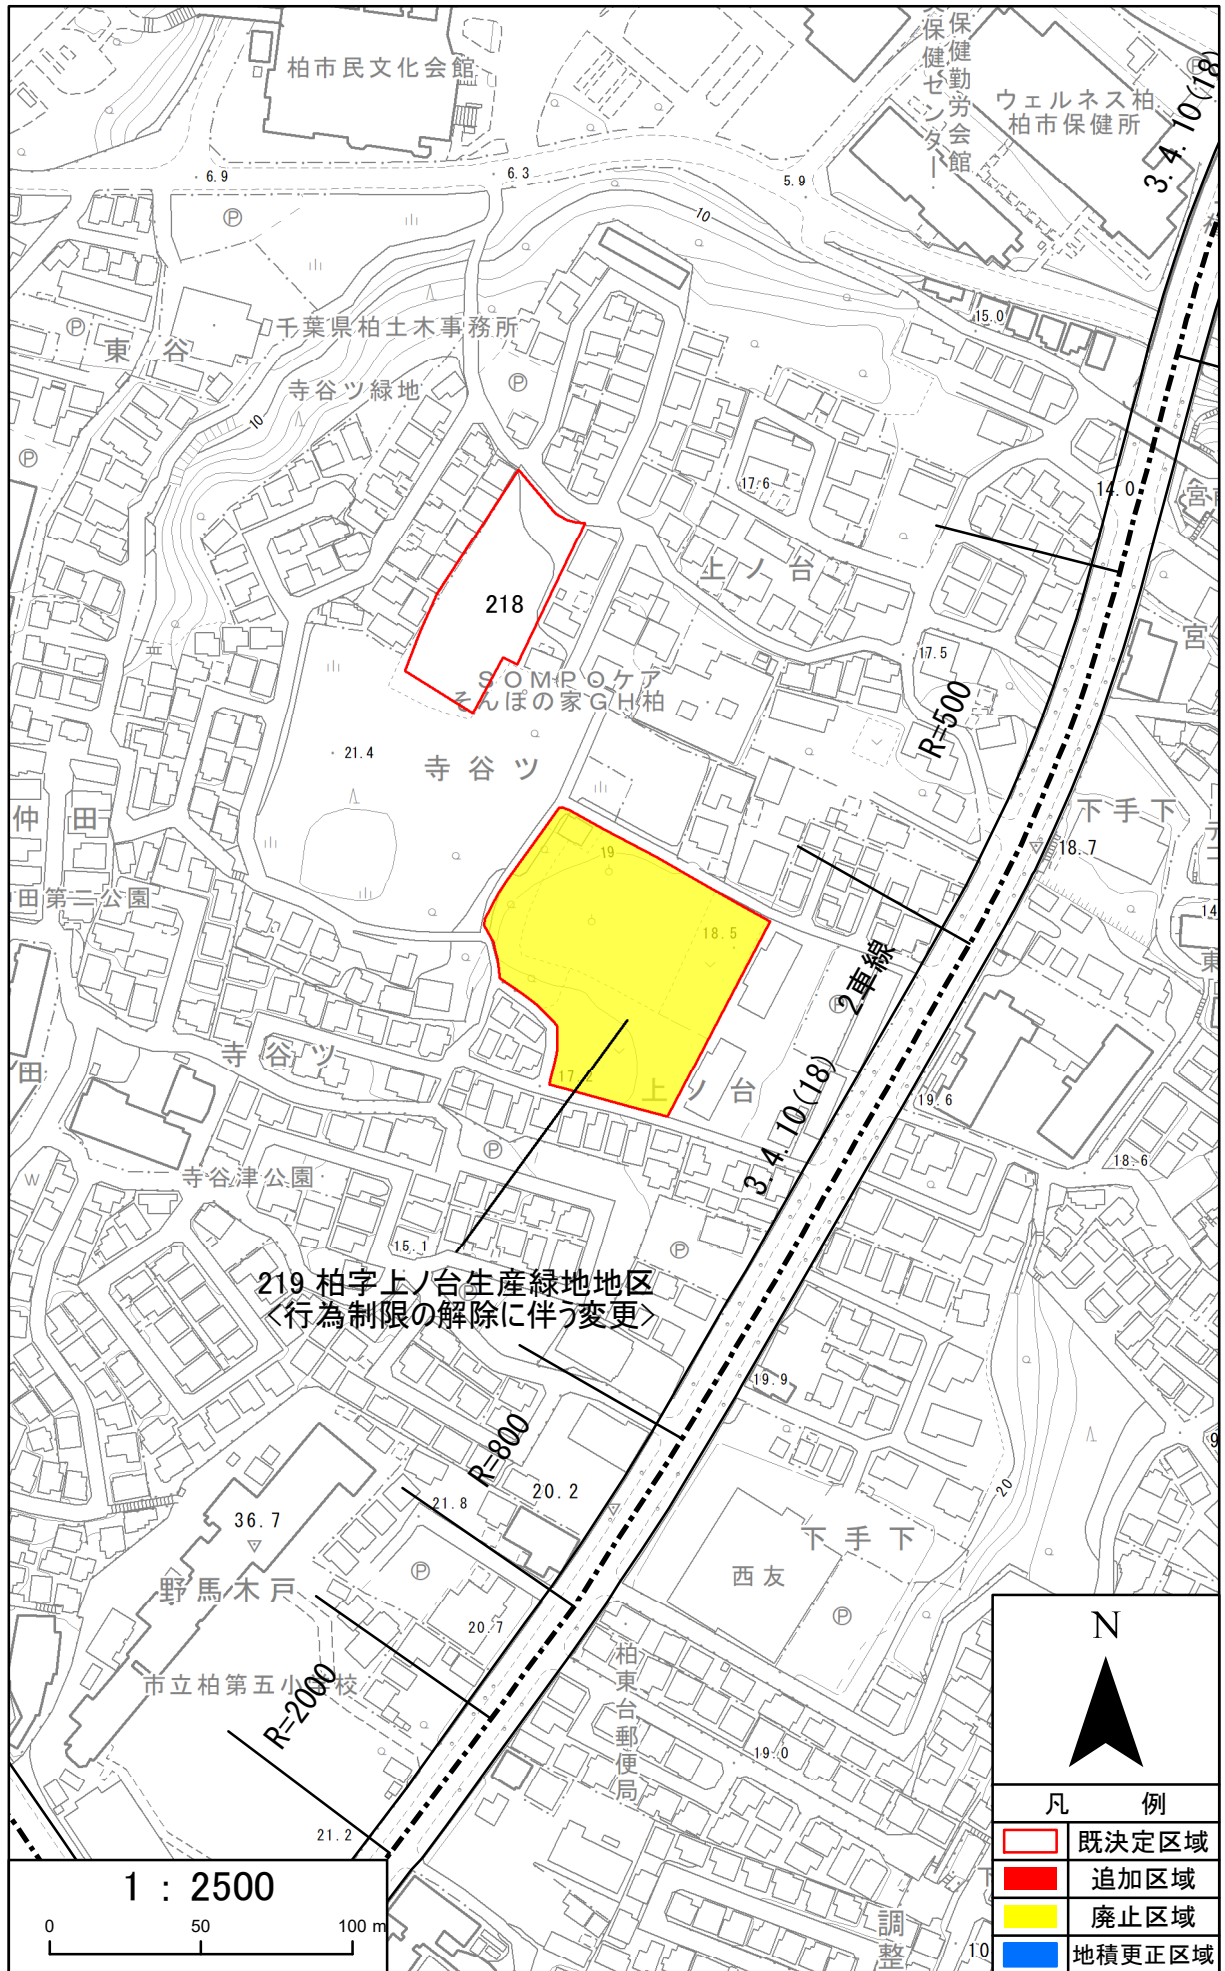 柏市民文化会館
保健センター
保健勤労会館
ウェルネス柏
柏市保健所
3.4.10(18)
6.9
6.3
5.9
10
15.0
千葉県柏土木事務所
東谷
寺谷ツ緑地
10
17.6
14.0
上ノ台
218
17.5
宮
SOMPOケア
そんぽの家GH柏
R=500
21.4
寺谷ツ
仲田
下手下
18.7
19
田第二公園
18.5
14
東
2車線
寺谷ツ
田
17.2
上ノ台
3.4.10(18)
19.6
18.6
寺谷津公園
15.1
219 柏字上ノ台生産緑地地区
<行為制限の解除に伴う変更>
19.9
R=800
20.2
21.8
20
36.7
下手下
西友
野馬木戸
20.7
柏東台郵便局
市立柏第五小学校
R=2000
19.0
21.2
調整
10
N
凡例
既決定区域
追加区域
廃止区域
地積更正区域
1:2500
0 50 100 m